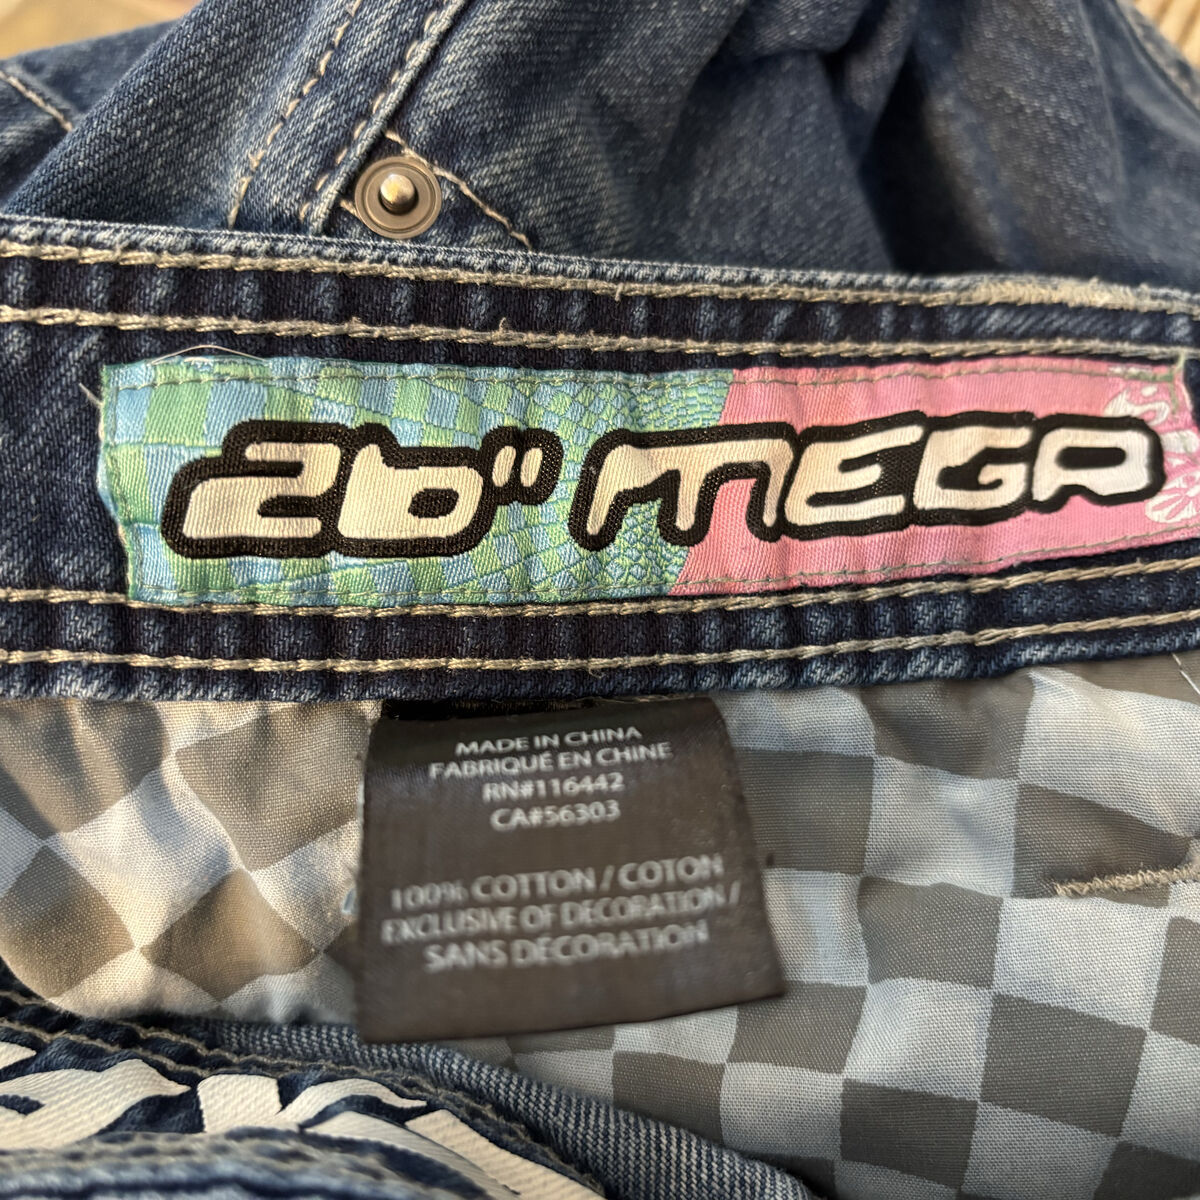 26" MEGA
MADE IN CHINA
FABRIQUÉ EN CHINE
RN#116442
CA#56303
100% COTTON / COTON
EXCLUSIVE OF DECORATION /
SANS DÉCORATION